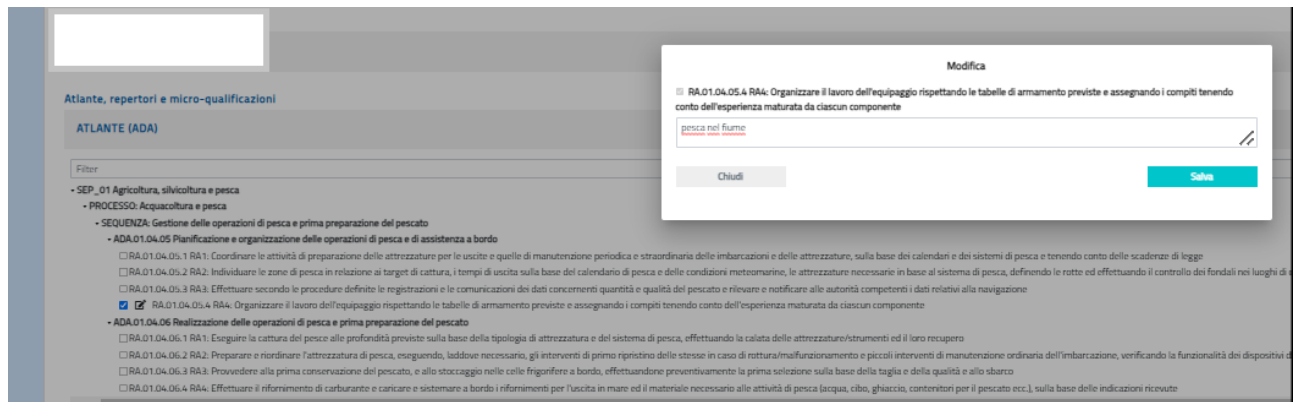 Modifica
RA.01.04.05.4 RA4: Organizzare il lavoro dell'equipaggio rispettando le tabelle di armamento previste e assegnando i compiti tenendo
conto dell'esperienza maturata da ciascun componente
pesca nel fiume
Chiudi
Salva
Atlante, repertori e micro-qualificazioni
ATLANTE (ADA)
Filter
- SEP_01 Agricoltura, silvicoltura e pesca
- PROCESSO: Acquacoltura e pesca
- SEQUENZA: Gestione delle operazioni di pesca e prima preparazione del pescato
- ADA.01.04.05 Pianificazione e organizzazione delle operazioni di pesca e di assistenza a bordo
RA.01.04.05.1 RA1: Coordinare le attività di preparazione delle attrezzature per le uscite e quelle di manutenzione periodica e straordinaria delle imbarcazioni e delle attrezzature, sulla base dei calendari e dei sistemi di pesca e tenendo conto delle scadenze di legge
RA.01.04.05.2 RA2: Individuare le zone di pesca in relazione ai target di cattura, i tempi di uscita sulla base del calendario di pesca e delle condizioni meteomarine, le attrezzature necessarie in base al sistema di pesca, definendo le rotte ed effettuando il controllo dei fondali nei luoghi di
RA.01.04.05.3 RA3: Effettuare secondo le procedure definite le registrazioni e le comunicazioni dei dati concernenti quantità e qualità del pescato e rilevare e notificare alle autorità competenti i dati relativi alla navigazione
RA.01.04.05.4 RA4: Organizzare il lavoro dell'equipaggio rispettando le tabelle di armamento previste e assegnando i compiti tenendo conto dell'esperienza maturata da ciascun componente
- ADA.01.04.06 Realizzazione delle operazioni di pesca e prima preparazione del pescato
RA.01.04.06.1 RA1: Eseguire la cattura del pesce alle profondità previste sulla base della tipologia di attrezzatura e del sistema di pesca, effettuando la calata delle attrezzature/strumenti ed il loro recupero
RA.01.04.06.2 RA2: Preparare e riordinare l'attrezzatura di pesca, eseguendo, laddove necessario, gli interventi di primo ripristino delle stesse in caso di rottura/malfunzionamento e piccoli interventi di manutenzione ordinaria dell'imbarcazione, verificando la funzionalità dei dispositivi d
RA.01.04.06.3 RA3: Provvedere alla prima conservazione del pescato, e allo stoccaggio nelle celle frigorifere a bordo, effettuandone preventivamente la prima selezione sulla base della taglia e della qualità e allo sbarco
RA.01.04.06.4 RA4: Effettuare il rifornimento di carburante e caricare e sistemare a bordo i rifornimenti per l'uscita in mare ed il materiale necessario alle attività di pesca (acqua, cibo, ghiaccio, contenitori per il pescato ecc.), sulla base delle indicazioni ricevute